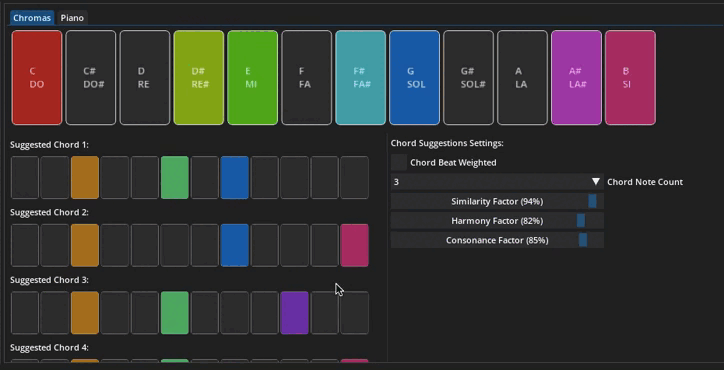 Chromas Piano
C C# D D# E F F# G G# A A# B
DO DO# RE RE# MI FA FA# SOL SOL# LA LA# SI
Suggested Chord 1:
Chord Suggestions Settings:
Chord Beat Weighted
3 Chord Note Count
Similarity Factor (94%)
Suggested Chord 2:
Harmony Factor (82%)
Consonance Factor (85%)
Suggested Chord 3:
Suggested Chord 4: